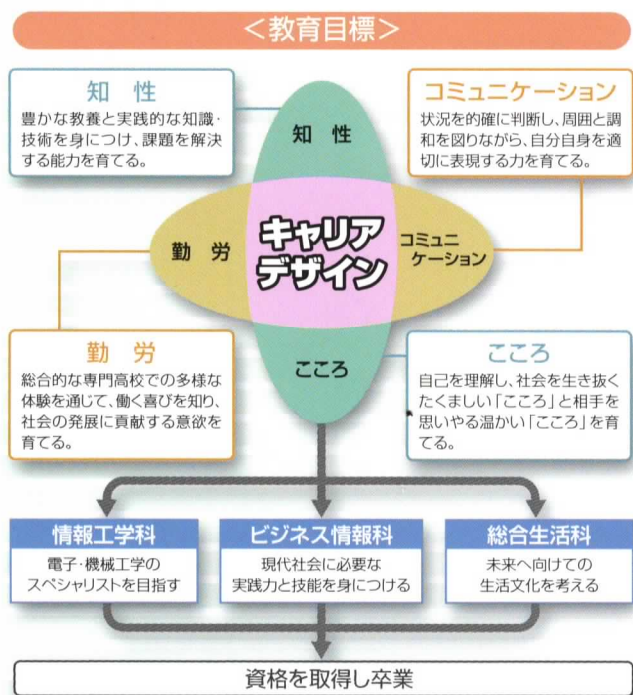 ＜教育目標＞
知 性
豊かな教養と実践的な知識・
技術を身につけ、課題を解決
する能力を育てる。
コミュニケーション
状況を的確に判断し、周囲と調
和を図りながら、自分自身を適
切に表現する力を育てる。
知 性
勤 労
キャリア
デザイン
コミュニ
ケーション
こころ
勤 労
総合的な専門高校での多様な
体験を通じて、働く喜びを知り、
社会の発展に貢献する意欲を
育てる。
こころ
自己を理解し、社会を生き抜く
たくましい「こころ」と相手を
思いやる温かい「こころ」を育
てる。
情報工学科
電子・機械工学の
スペシャリストを目指す
ビジネス情報科
現代社会に必要な
実践力と技能を身につける
総合生活科
未来へ向けての
生活文化を考える
資格を取得し卒業